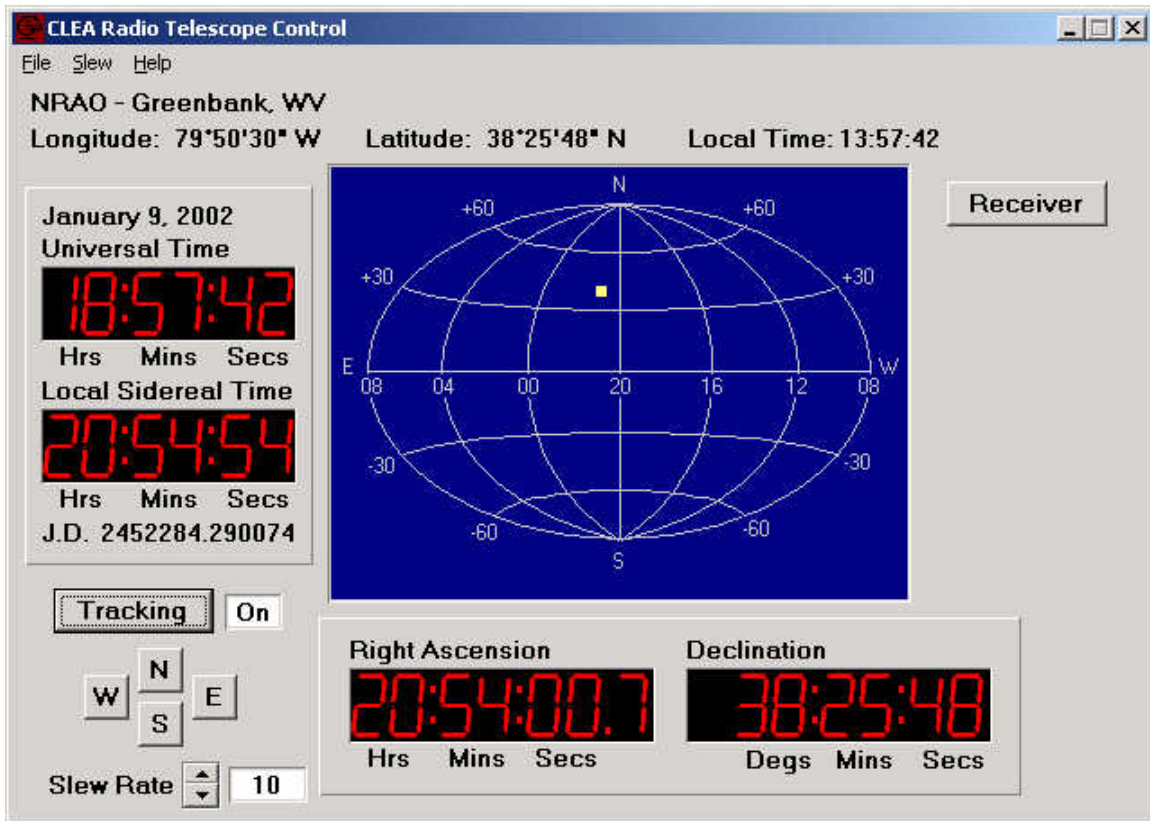 CLEA Radio Telescope Control
File Slew Help
NRAO - Greenbank, WV
Longitude: 79°50'30" W Latitude: 38°25'48" N Local Time: 13:57:42
January 9, 2002
Universal Time
18:57:42
Hrs Mins Secs
Local Sidereal Time
20:54:54
Hrs Mins Secs
J.D. 2452284.290074
Tracking On
N
W E
S
Slew Rate 10
N
+60 +60
+30 +30
E W
08 04 00 20 16 12 08
-30 -30
-60 -60
S
Receiver
Right Ascension
20:54:00.7
Hrs Mins Secs
Declination
38:25:48
Degs Mins Secs